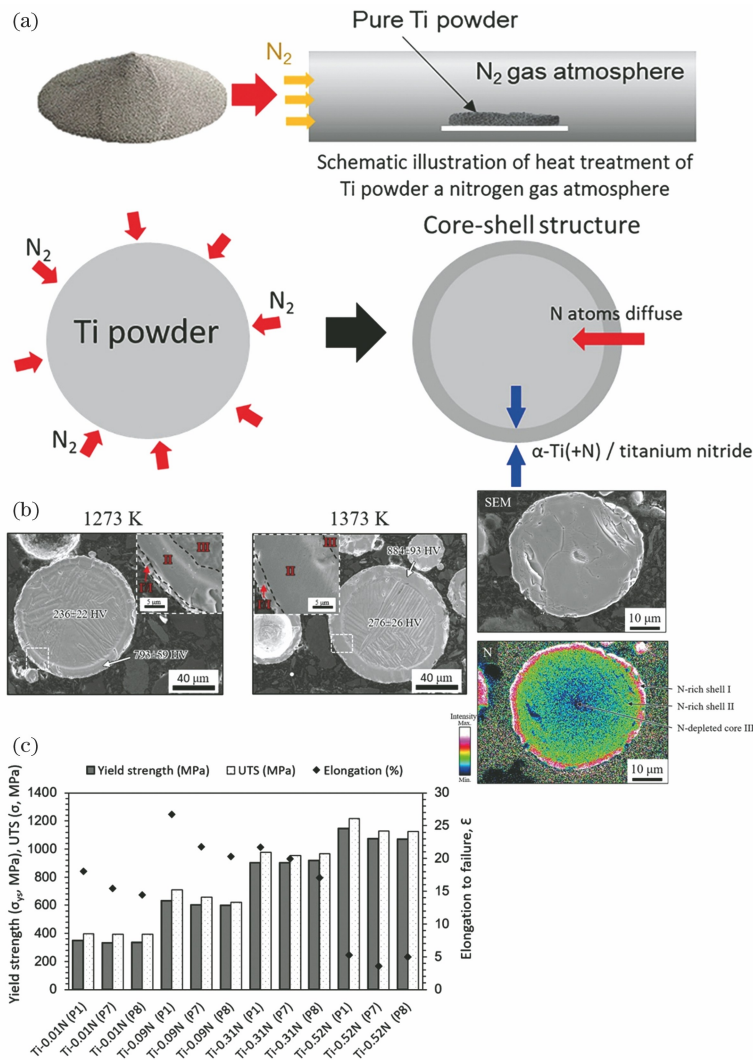 (a)
Pure Ti powder
N2
N2 gas atmosphere
Schematic illustration of heat treatment of
Ti powder a nitrogen gas atmosphere
Core-shell structure
N2
N2
Ti powder
N atoms diffuse
N2
α-Ti(+N) / titanium nitride
(b)
1273 K
1373 K
SEM
III
II
884±93 HV
II
236±22 HV
5 μm
5 μm
276±26 HV
793±59 HV
10 μm
40 μm
40 μm
N
N-rich shell I
N-rich shell II
N-depleted core III
Intensity
Max.
Min.
10 μm
(c)
Yield strength (MPa)
UTS (MPa)
Elongation (%)
Yield strength (σys, MPa), UTS (σ, MPa)
1400
1200
1000
800
600
400
200
0
30
25
20
15
10
5
0
Elongation to failure, ε
Ti-0.01N (P1)
Ti-0.01N (P7)
Ti-0.01N (P8)
Ti-0.09N (P1)
Ti-0.09N (P7)
Ti-0.09N (P8)
Ti-0.31N (P1)
Ti-0.31N (P7)
Ti-0.31N (P8)
Ti-0.52N (P1)
Ti-0.52N (P7)
Ti-0.52N (P8)